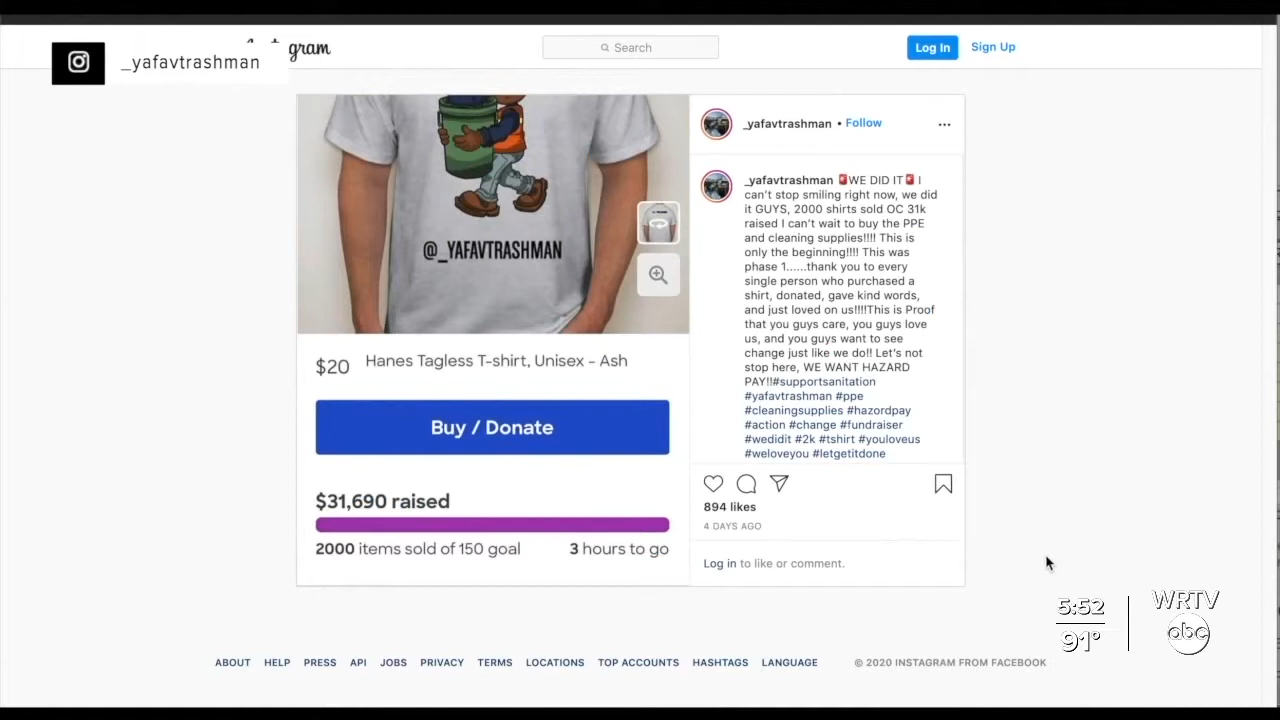 _yafavtrashman
Search
Log In
Sign Up
@_YAFAVTRASHMAN
$20
Hanes Tagless T-shirt, Unisex - Ash
Buy / Donate
$31,690 raised
2000 items sold of 150 goal
3 hours to go
_yafavtrashman • Follow
_yafavtrashman 🚨WE DID IT🚨 I
can't stop smiling right now, we did
it GUYS, 2000 shirts sold OC 31k
raised I can't wait to buy the PPE
and cleaning supplies!!!! This is
only the beginning!!!! This was
phase 1......thank you to every
single person who purchased a
shirt, donated, gave kind words,
and just loved on us!!!!This is Proof
that you guys care, you guys love
us, and you guys want to see
change just like we do!! Let's not
stop here, WE WANT HAZARD
PAY!!#supportsanitation
#yafavtrashman #ppe
#cleaningsupplies #hazordpay
#action #change #fundraiser
#wedidit #2k #tshirt #youloveus
#weloveyou #letgetitdone
894 likes
4 DAYS AGO
Log in to like or comment.
5:52
91°
WRTV
abc
ABOUT HELP PRESS API JOBS PRIVACY TERMS LOCATIONS TOP ACCOUNTS HASHTAGS LANGUAGE © 2020 INSTAGRAM FROM FACEBOOK